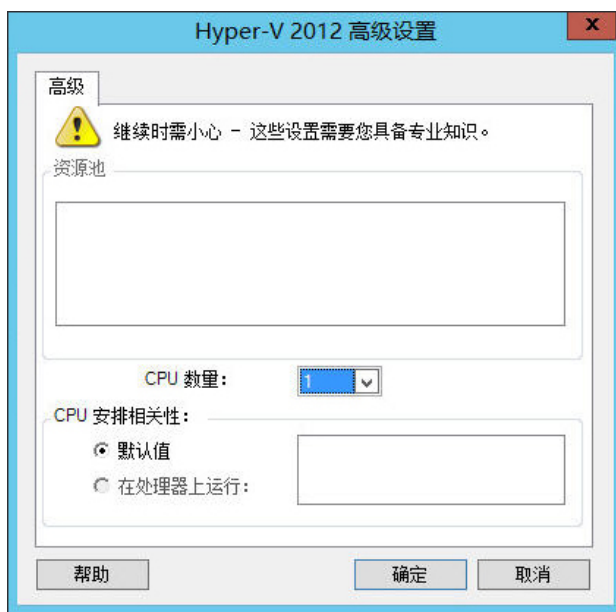 Hyper-V 2012 高级设置
高级
继续时需小心 - 这些设置需要您具备专业知识。
资源池
CPU 数量:
1
CPU 安排相关性:
默认值
在处理器上运行:
帮助
确定
取消